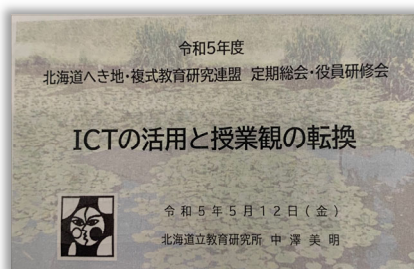 令和5年度
北海道へき地・複式教育研究連盟 定期総会・役員研修会
ICTの活用と授業観の転換
令和5年5月12日(金)
北海道立教育研究所 中澤美明